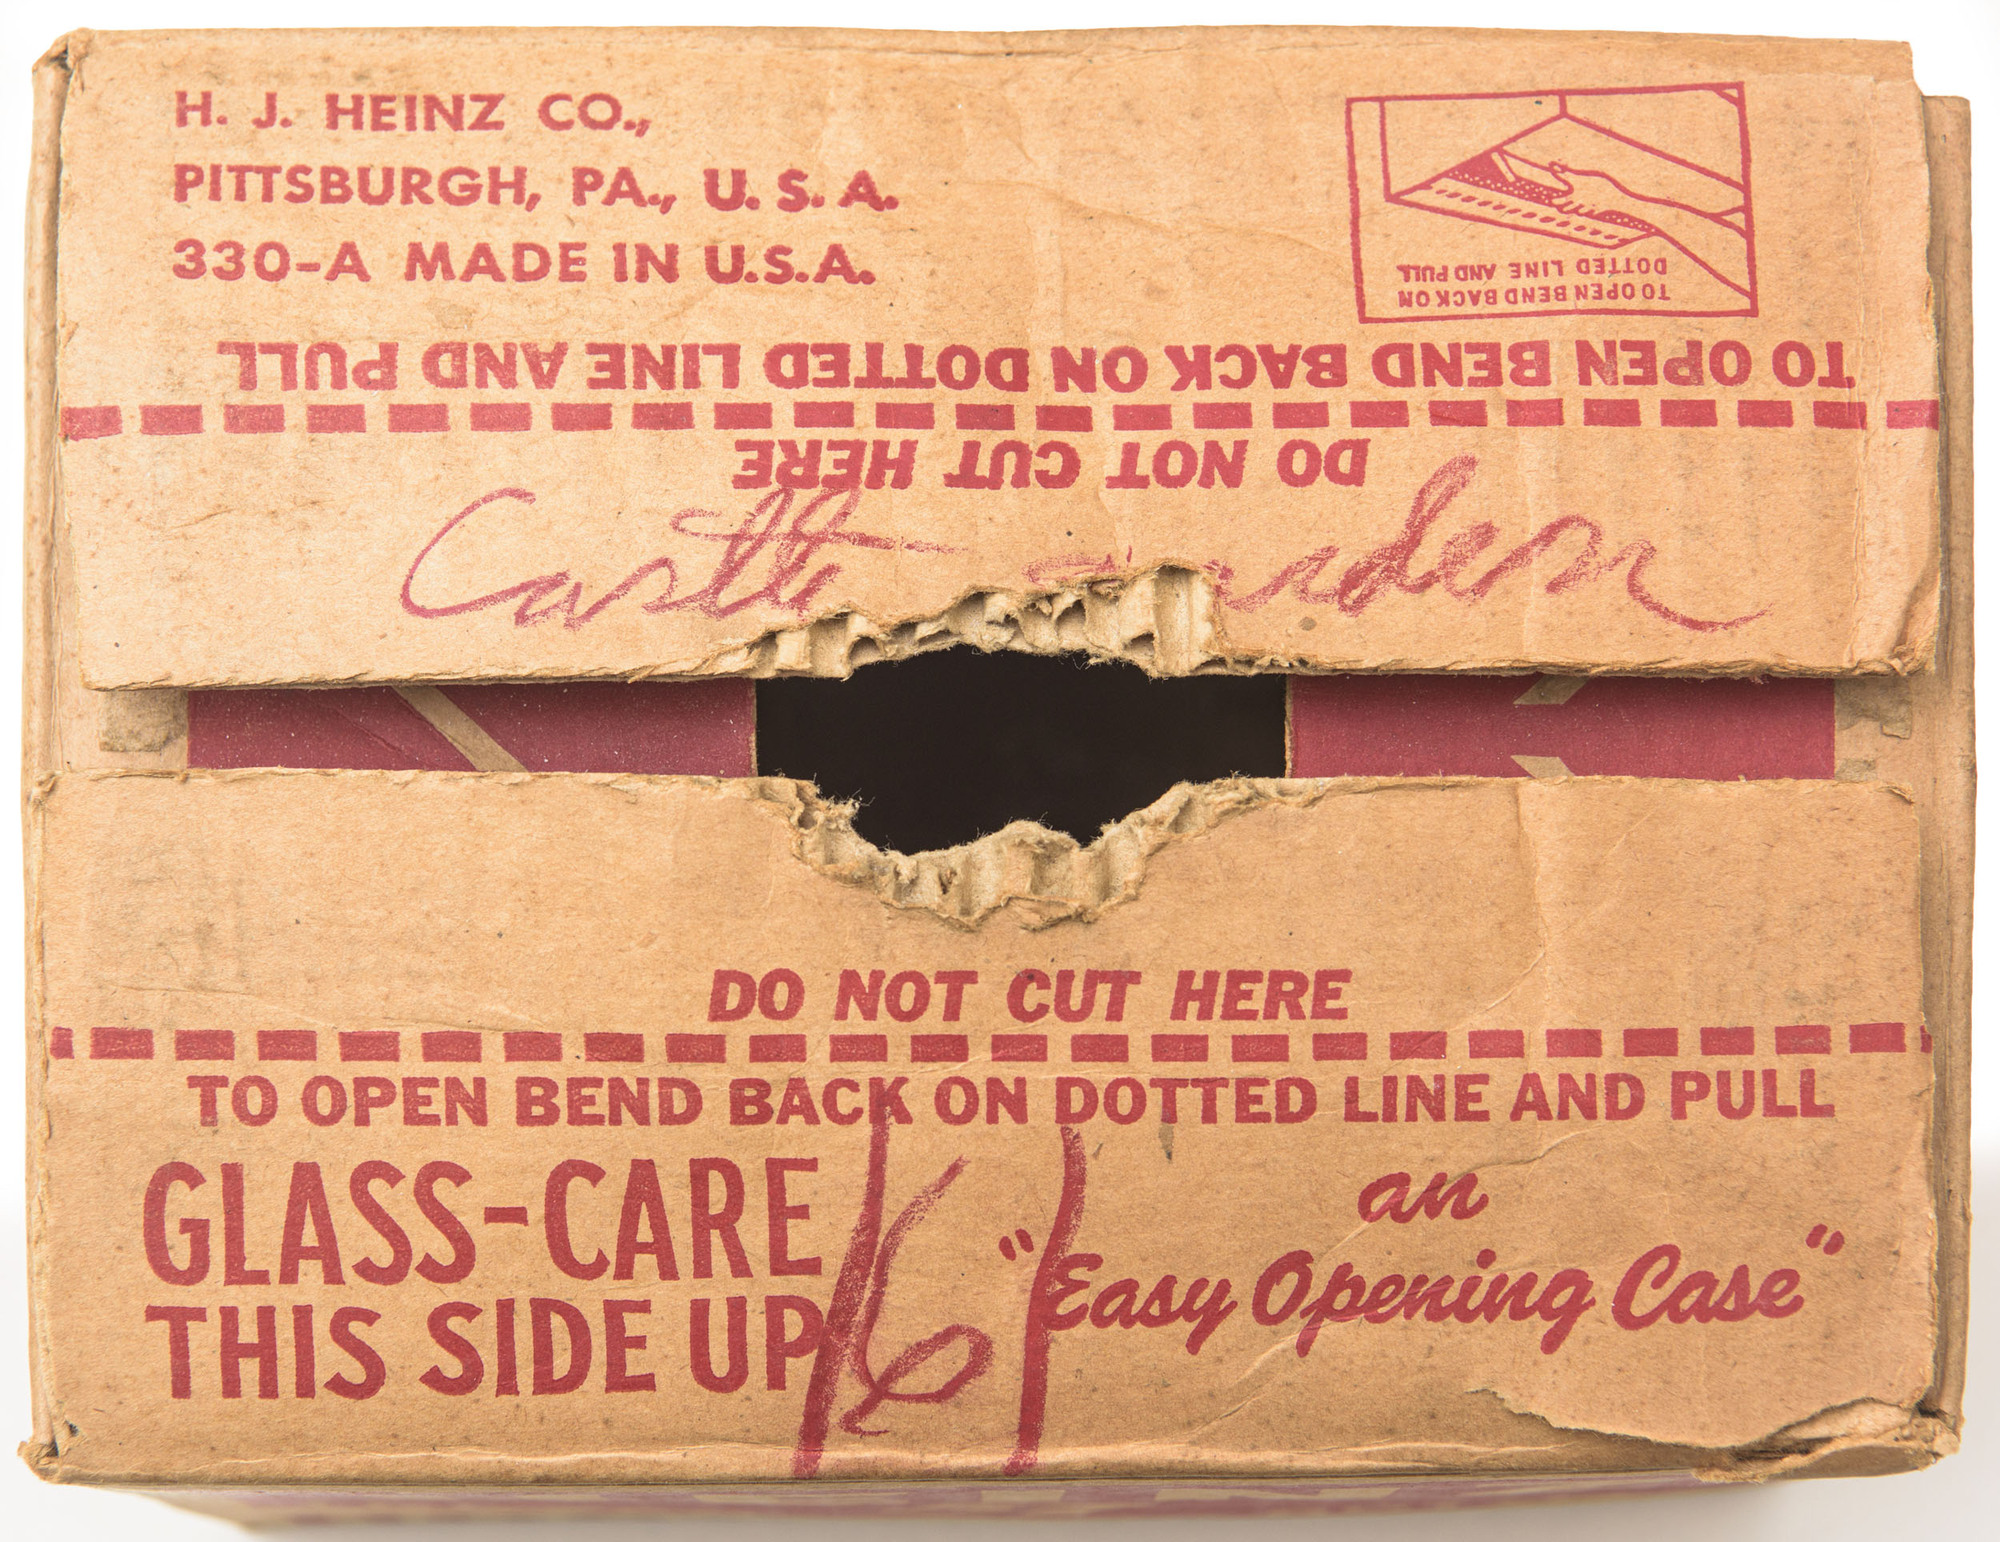 H. J. HEINZ CO.,
PITTSBURGH, PA., U. S. A.
330-A MADE IN U.S.A.
TO OPEN BEND BACK ON
DOTTED LINE AND PULL
TO OPEN BEND BACK ON DOTTED LINE AND PULL
DO NOT CUT HERE
DO NOT CUT HERE
TO OPEN BEND BACK ON DOTTED LINE AND PULL
GLASS-CARE
THIS SIDE UP
161
an
"Easy Opening Case"